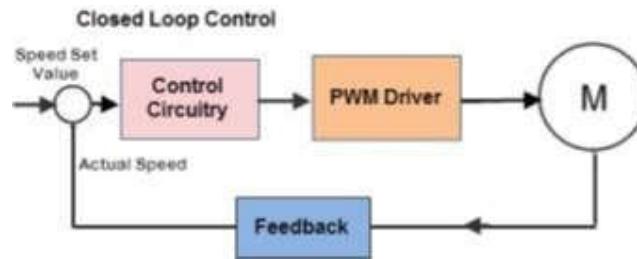 Closed Loop Control
Speed Set
Value
Control
Circuitry
PWM Driver
M
Actual Speed
Feedback